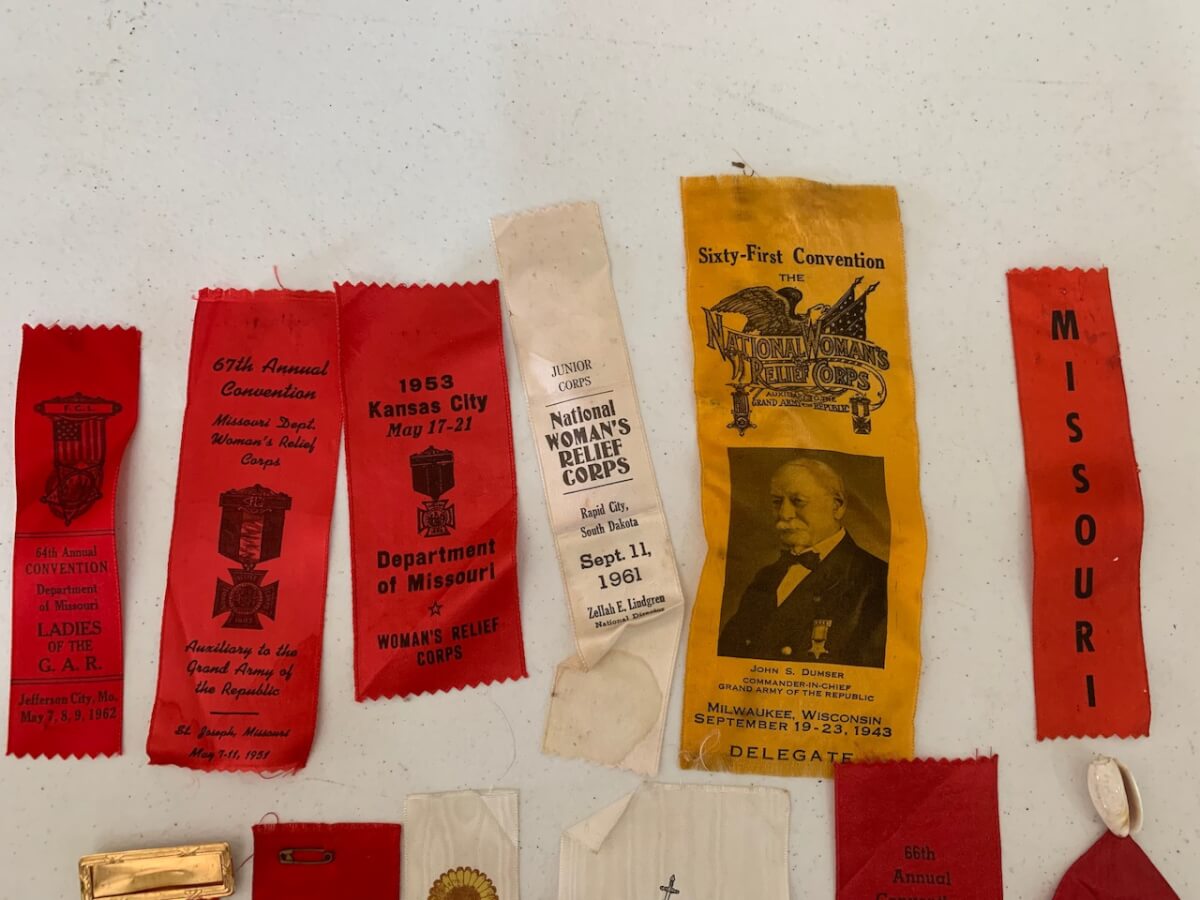 F.C.L.
64th Annual
CONVENTION
Department
of Missouri
LADIES
OF THE
G. A. R.
Jefferson City, Mo.
May 7, 8, 9, 1962
67th Annual
Convention
Missouri Dept.
Woman's Relief
Corps
Auxiliary to the
Grand Army of
the Republic
St. Joseph, Missouri
May 7-11, 1951
1953
Kansas City
May 17-21
Department
of Missouri
WOMAN'S RELIEF
CORPS
JUNIOR
CORPS
National
WOMAN'S
RELIEF
CORPS
Rapid City,
South Dakota
Sept. 11,
1961
Zellah E. Lindgren
National Director
Sixty-First Convention
THE
NATIONAL WOMAN'S
RELIEF CORPS
AUXILIARY TO THE
GRAND ARMY OF THE REPUBLIC
JOHN S. DUMSER
COMMANDER-IN-CHIEF
GRAND ARMY OF THE REPUBLIC
MILWAUKEE, WISCONSIN
SEPTEMBER 19-23, 1943
DELEGATE
MISSOURI
66th
Annual
Convention